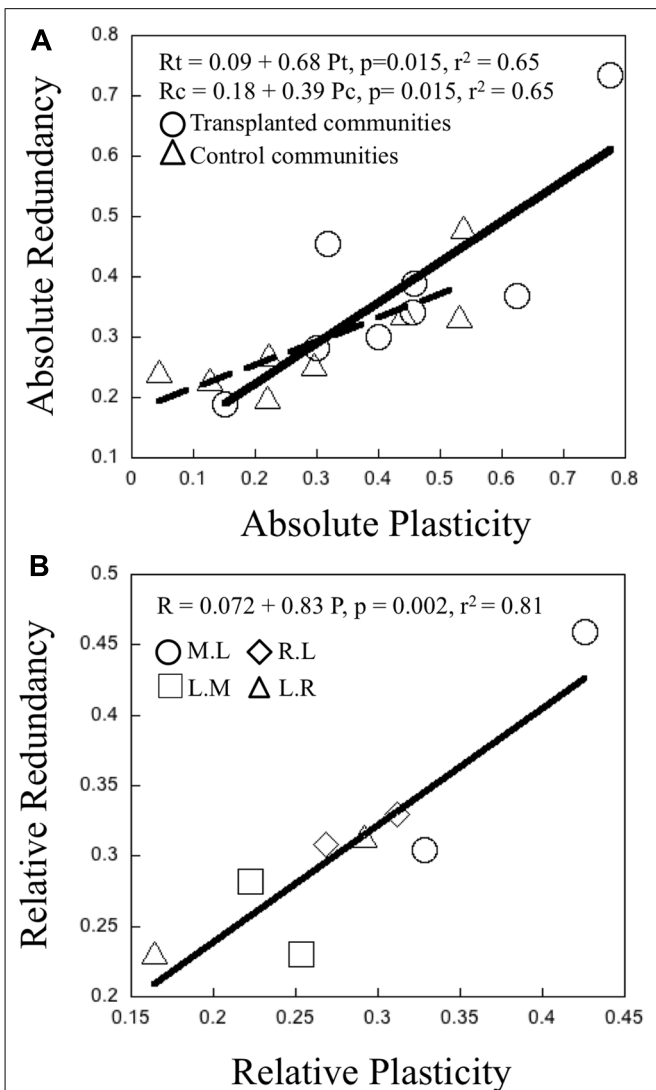 A
0.8
0.7
0.6
0.5
0.4
0.3
0.2
0.1
Absolute Redundancy
Rt = 0.09 + 0.68 Pt, p=0.015, r² = 0.65
Rc = 0.18 + 0.39 Pc, p= 0.015, r² = 0.65
Transplanted communities
Control communities
0 0.1 0.2 0.3 0.4 0.5 0.6 0.7 0.8
Absolute Plasticity
B
0.5
0.45
0.4
0.35
0.3
0.25
0.2
Relative Redundancy
R = 0.072 + 0.83 P, p = 0.002, r² = 0.81
M.L R.L
L.M L.R
0.15 0.2 0.25 0.3 0.35 0.4 0.45
Relative Plasticity